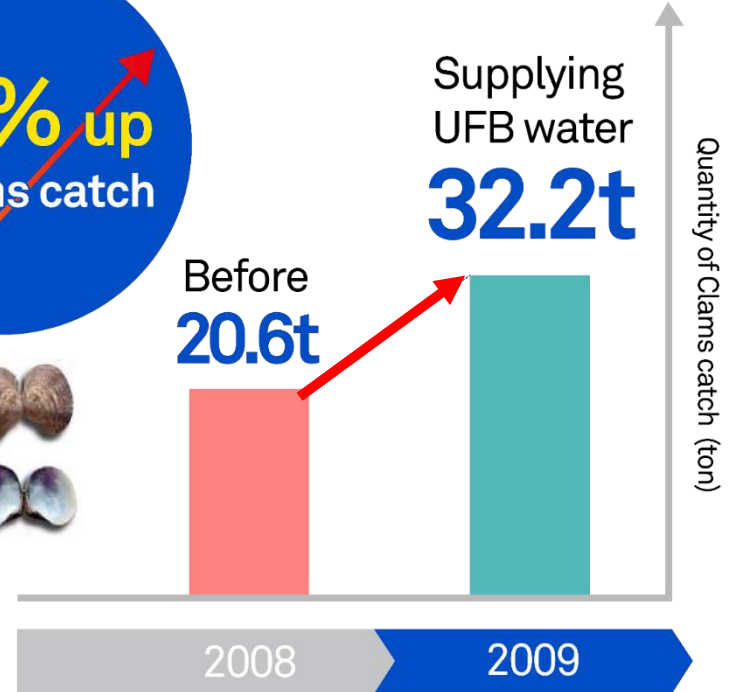 % up
catch
Supplying
UFB water
32.2t
Before
20.6t
Quantity of Clams catch (ton)
2008
2009